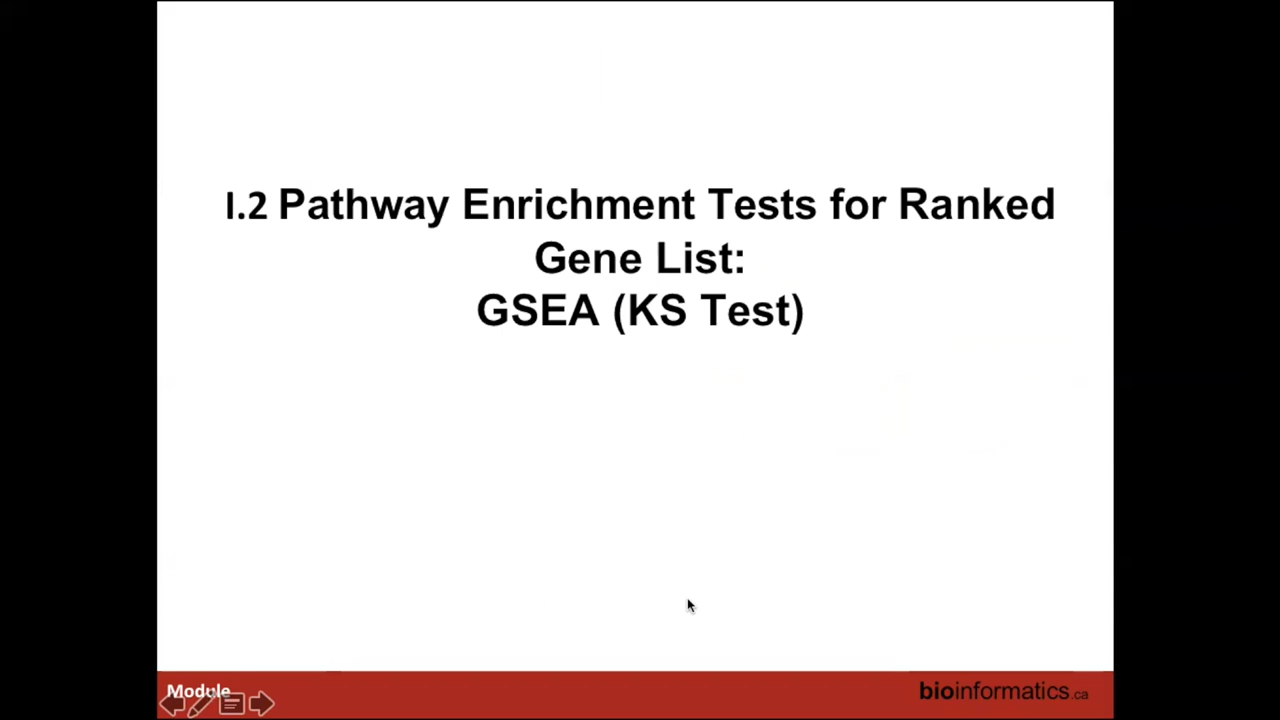 I.2 Pathway Enrichment Tests for Ranked
Gene List:
GSEA (KS Test)
Module
bioinformatics.ca